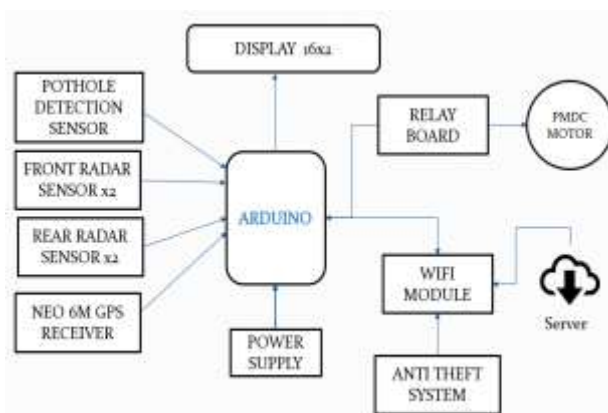 DISPLAY 16x2
POTHOLE
DETECTION
SENSOR
FRONT RADAR
SENSOR x2
REAR RADAR
SENSOR x2
NEO 6M GPS
RECEIVER
ARDUINO
POWER
SUPPLY
RELAY
BOARD
PMDC
MOTOR
WIFI
MODULE
Server
ANTI THEFT
SYSTEM